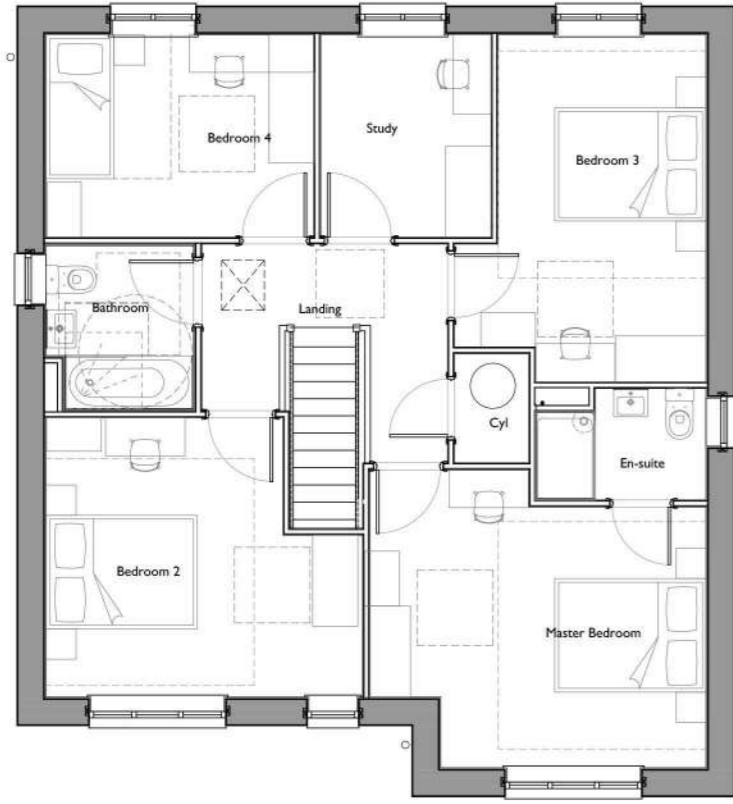 Bedroom 4
Study
Bedroom 3
Bathroom
Landing
Cyl
En-suite
Bedroom 2
Master Bedroom